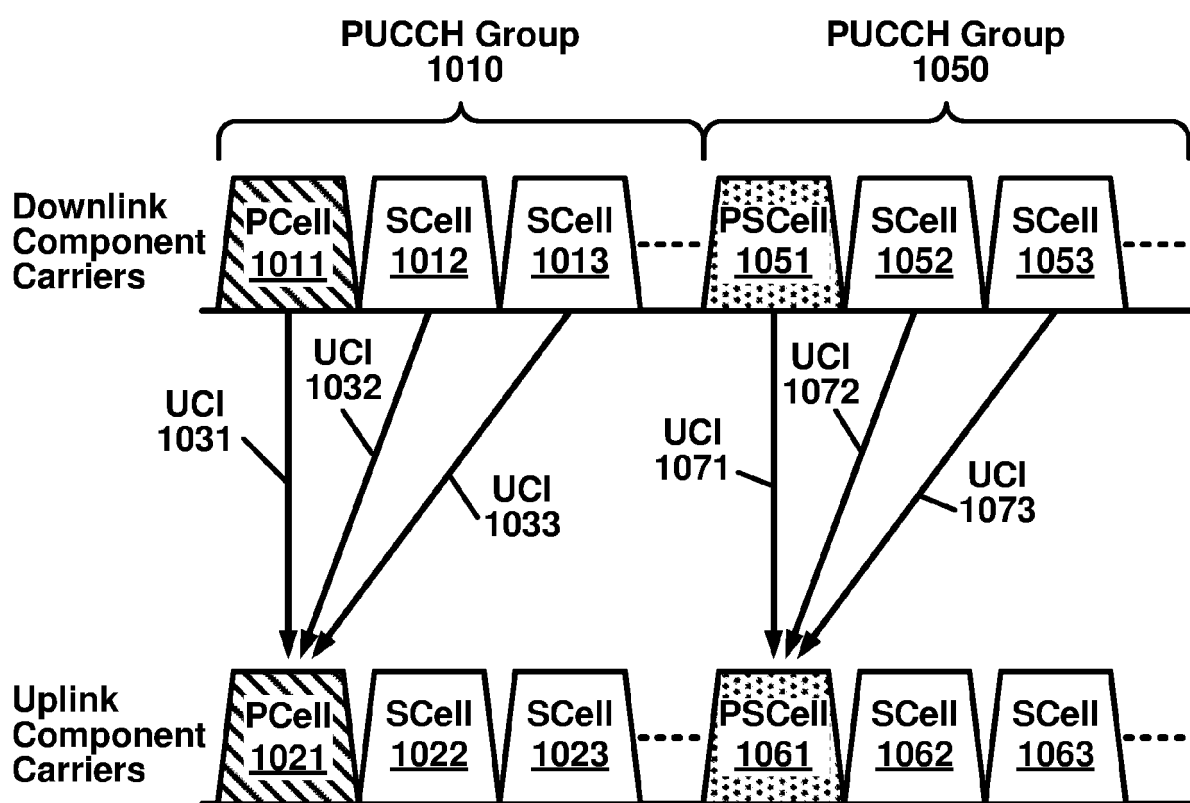 PUCCH Group
1010
PUCCH Group
1050
Downlink
Component
Carriers
PCell
1011
SCell
1012
SCell
1013
PSCell
1051
SCell
1052
SCell
1053
UCI
1031
UCI
1032
UCI
1033
UCI
1071
UCI
1072
UCI
1073
Uplink
Component
Carriers
PCell
1021
SCell
1022
SCell
1023
PSCell
1061
SCell
1062
SCell
1063